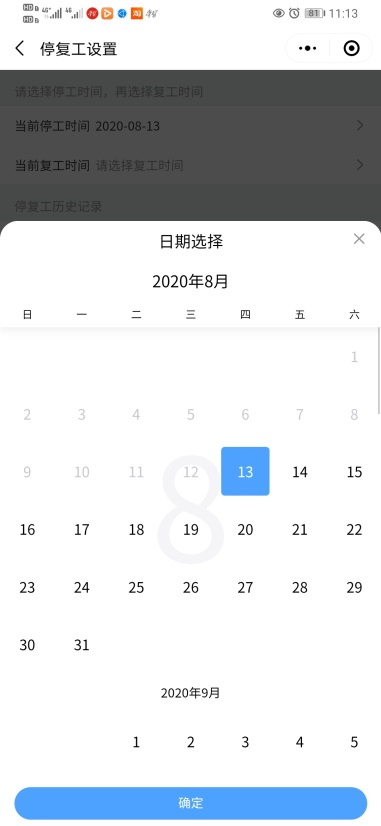 11:13
81
停复工设置
请选择停工时间，再选择复工时间
当前停工时间 2020-08-13
当前复工时间 请选择复工时间
停复工历史记录
日期选择
2020年8月
日 一 二 三 四 五 六
1
2 3 4 5 6 7 8
9 10 11 12 13 14 15
16 17 18 19 20 21 22
23 24 25 26 27 28 29
30 31
8
2020年9月
1 2 3 4 5
确定